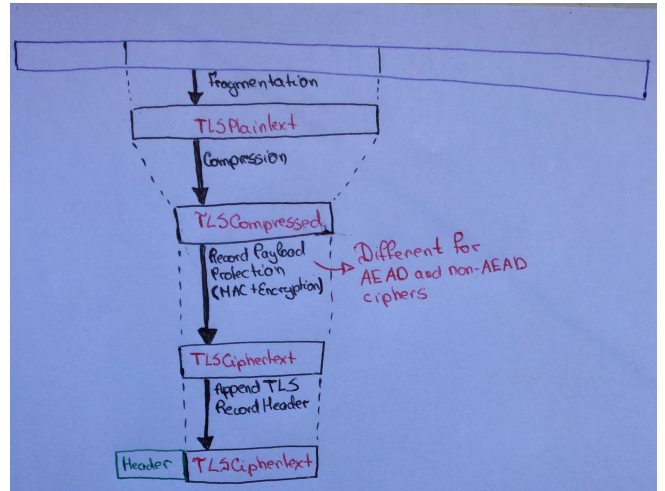 Fragmentation
TLSPlaintext
Compression
TLSCompressed
Record Payload
Protection
(MAC+Encryption)
Different for
AEAD and non-AEAD
ciphers
TLSCiphertext
Append TLS
Record Header
Header
TLSCiphertext